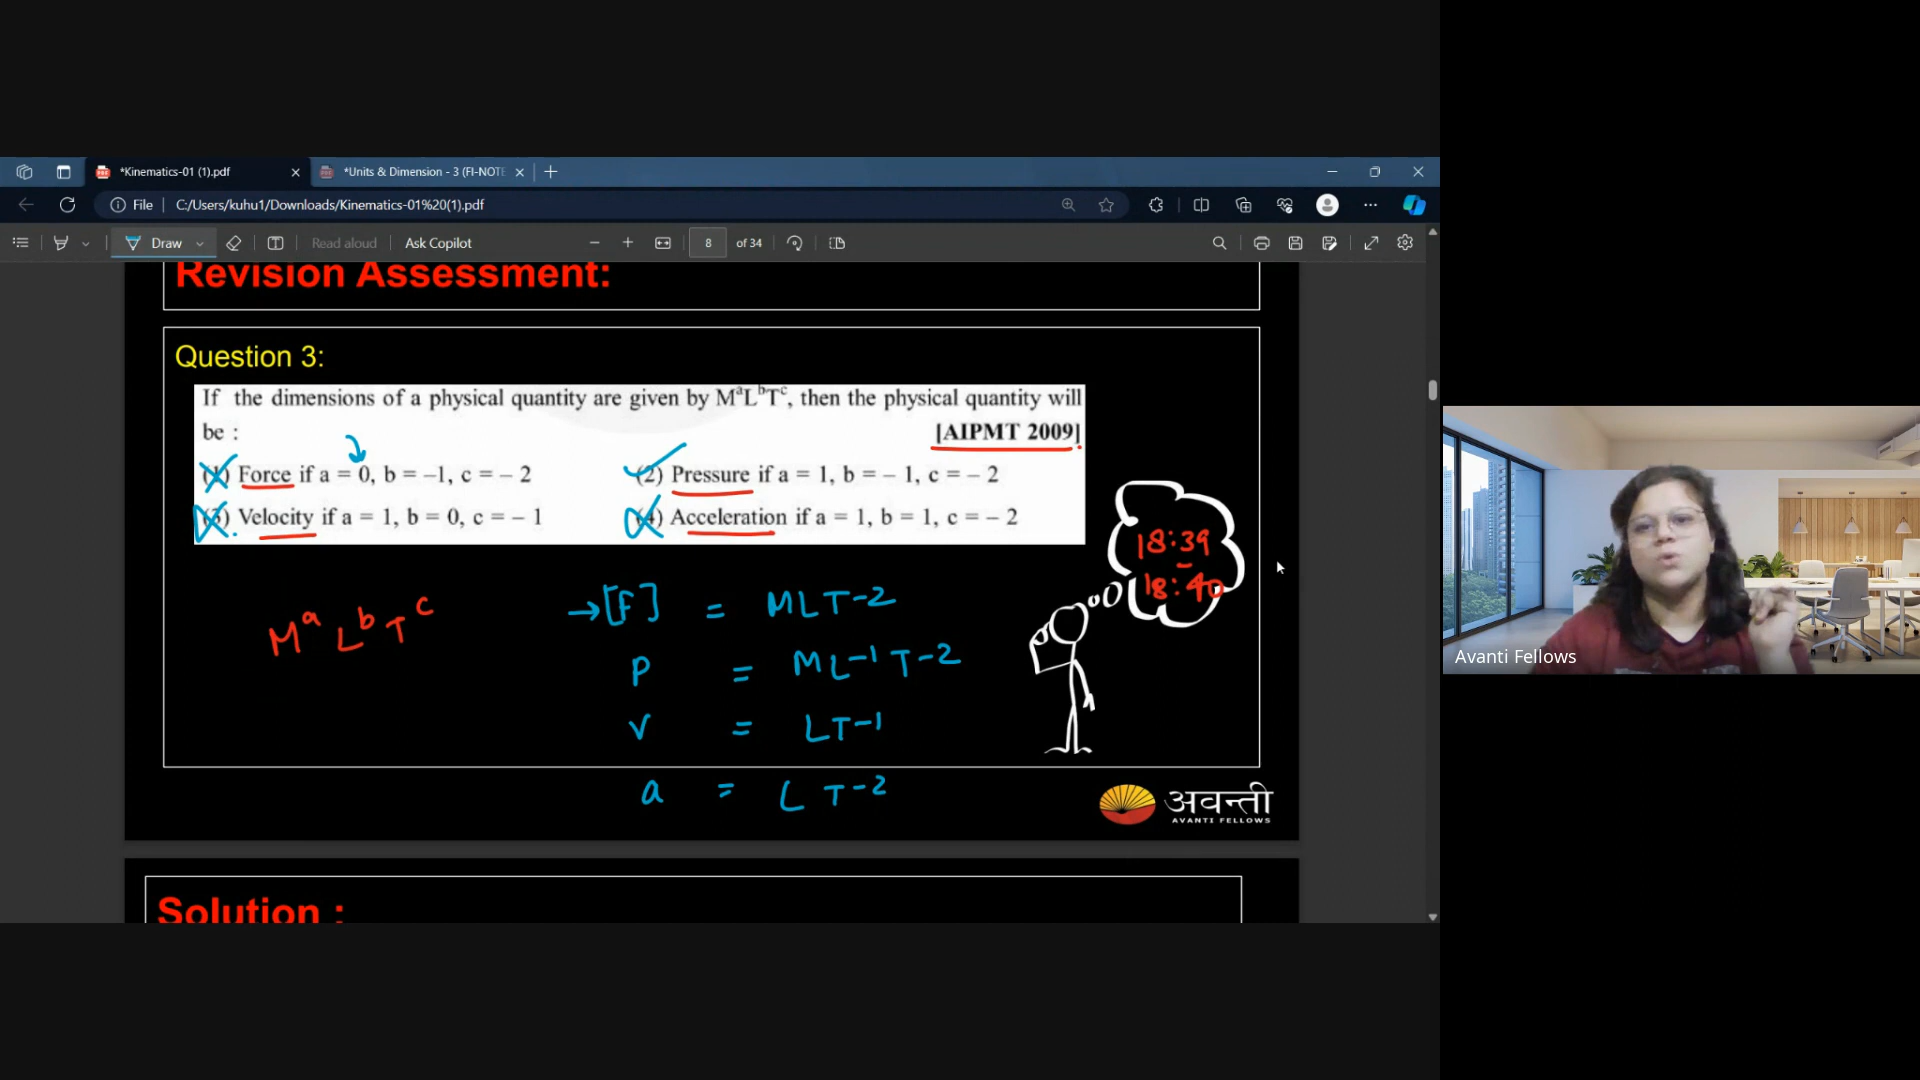 *Kinematics-01 (1).pdf
*Units & Dimension - 3 (FI-NOTE
File
C:/Users/kuhu1/Downloads/Kinematics-01%20(1).pdf
Draw
Read aloud
Ask Copilot
8
of 34
Revision Assessment:
Question 3:
If the dimensions of a physical quantity are given by MᵃLᵇTᶜ, then the physical quantity will
be :
[AIPMT 2009]
(1) Force if a = 0, b = –1, c = – 2
(2) Pressure if a = 1, b = – 1, c = – 2
(3) Velocity if a = 1, b = 0, c = – 1
(4) Acceleration if a = 1, b = 1, c = – 2
18:39
18:40
Mᵃ Lᵇ Tᶜ
→[F] = MLT-2
P = ML-1 T-2
V = LT-1
a = LT-2
अवन्ती
AVANTI FELLOWS
Solution :
Avanti Fellows